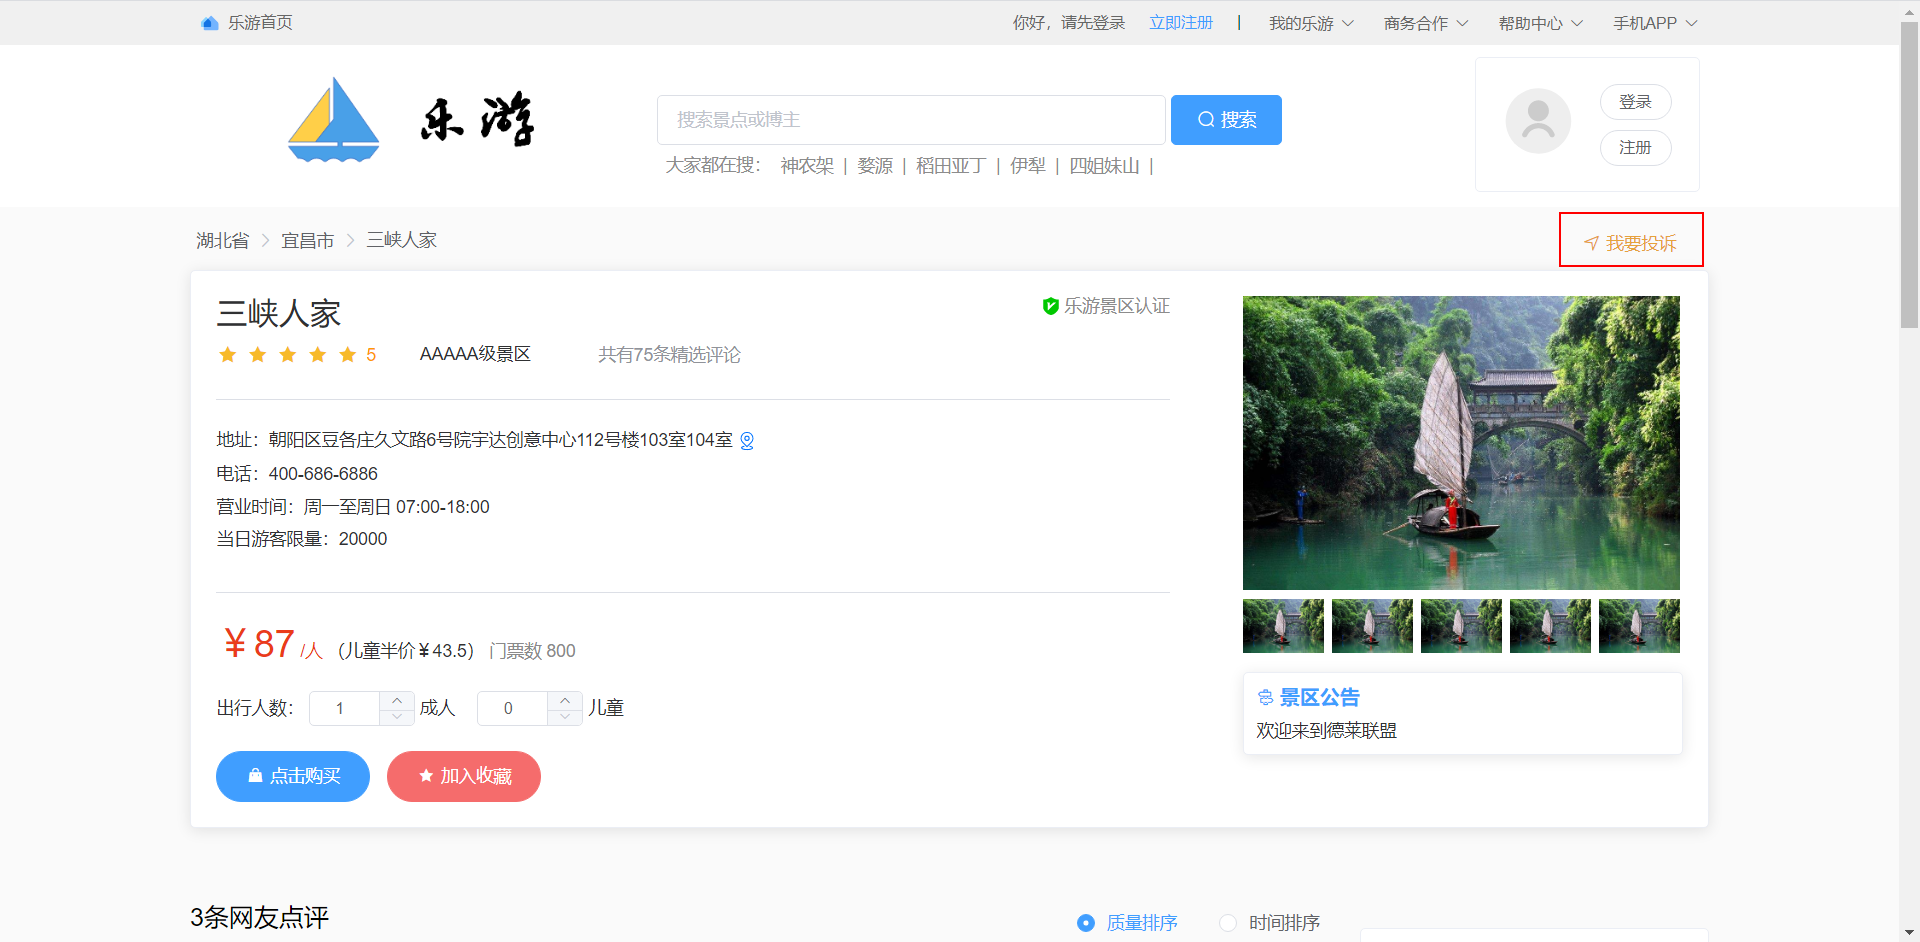 乐游首页
你好，请先登录 立即注册 | 我的乐游 商务合作 帮助中心 手机APP
乐游
搜索景点或博主
搜索
大家都在搜： 神农架 | 婺源 | 稻田亚丁 | 伊犁 | 四姐妹山 |
登录
注册
湖北省 > 宜昌市 > 三峡人家
我要投诉
三峡人家
乐游景区认证
5 AAAAA级景区 共有75条精选评论
地址：朝阳区豆各庄久文路6号院宇达创意中心112号楼103室104室
电话：400-686-6886
营业时间：周一至周日 07:00-18:00
当日游客限量：20000
￥87 /人 （儿童半价￥43.5） 门票数 800
出行人数： 1 成人 0 儿童
点击购买 加入收藏
景区公告
欢迎来到德莱联盟
3条网友点评
质量排序 时间排序